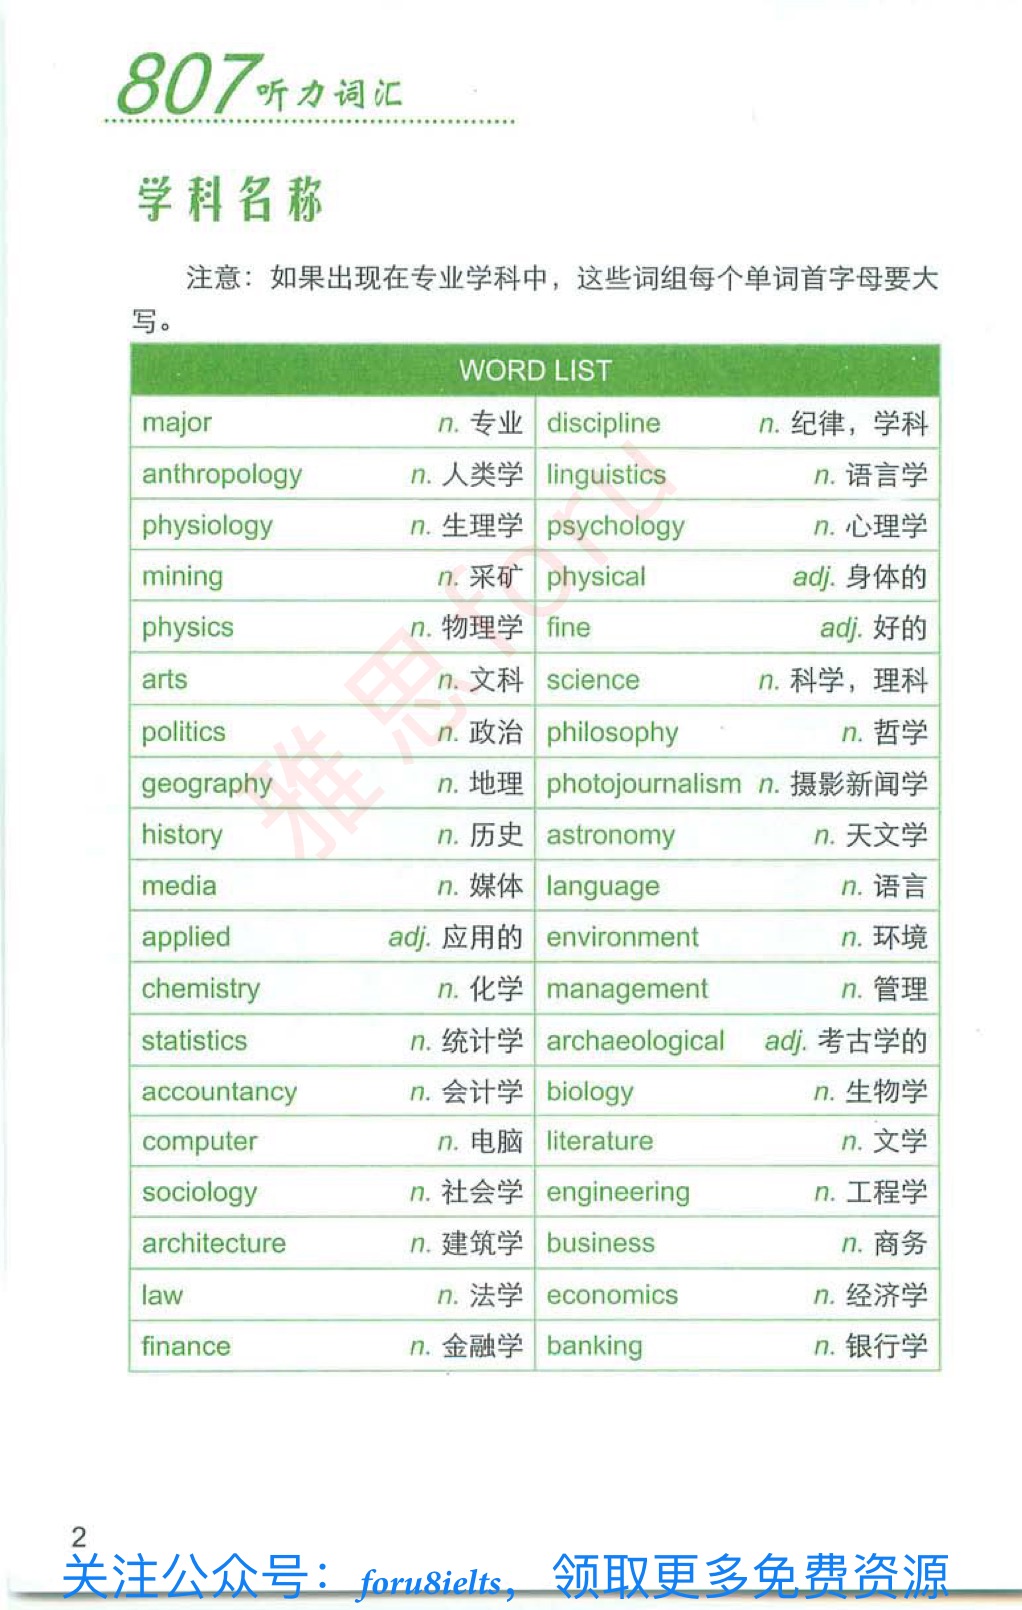 807听力词汇
学科名称
注意：如果出现在专业学科中，这些词组每个单词首字母要大
写。
WORD LIST
major n. 专业 discipline n. 纪律，学科
anthropology n. 人类学 linguistics n. 语言学
physiology n. 生理学 psychology n. 心理学
mining n. 采矿 physical adj. 身体的
physics n. 物理学 fine adj. 好的
arts n. 文科 science n. 科学，理科
politics n. 政治 philosophy n. 哲学
geography n. 地理 photojournalism n. 摄影新闻学
history n. 历史 astronomy n. 天文学
media n. 媒体 language n. 语言
applied adj. 应用的 environment n. 环境
chemistry n. 化学 management n. 管理
statistics n. 统计学 archaeological adj. 考古学的
accountancy n. 会计学 biology n. 生物学
computer n. 电脑 literature n. 文学
sociology n. 社会学 engineering n. 工程学
architecture n. 建筑学 business n. 商务
law n. 法学 economics n. 经济学
finance n. 金融学 banking n. 银行学
雅思foru
2
关注公众号：foru8ielts，领取更多免费资源